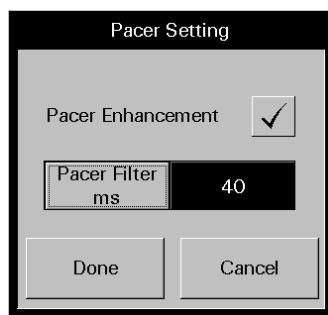 Pacer Setting
Pacer Enhancement
Pacer Filter
ms
40
Done
Cancel